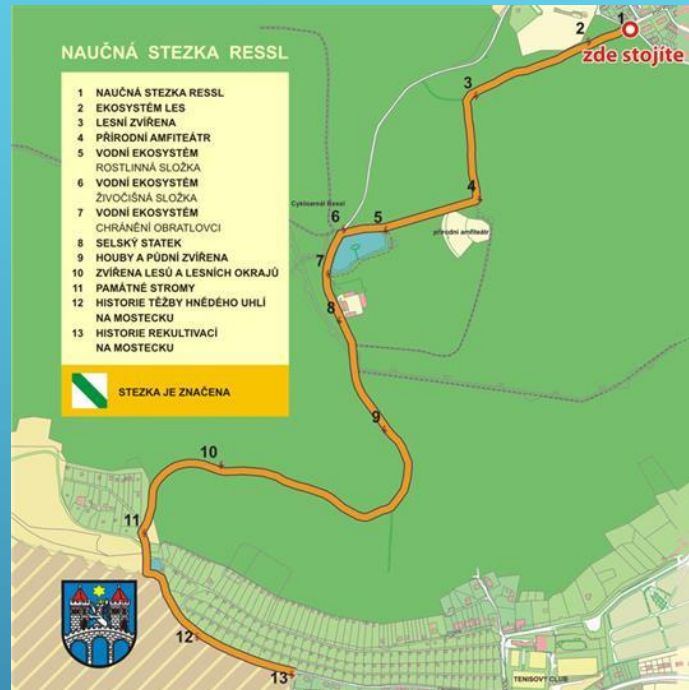 NAUČNÁ STEZKA RESSL
1 NAUČNÁ STEZKA RESSL
2 EKOSYSTÉM LES
3 LESNÍ ZVÍŘENA
4 PŘÍRODNÍ AMFITEÁTR
5 VODNÍ EKOSYSTÉM
ROSTLINNÁ SLOŽKA
6 VODNÍ EKOSYSTÉM
ŽIVOČIŠNÁ SLOŽKA
7 VODNÍ EKOSYSTÉM
CHRÁNĚNÍ OBRATLOVCI
8 SELSKÝ STATEK
9 HOUBY A PŮDNÍ ZVÍŘENA
10 ZVÍŘENA LESŮ A LESNÍCH OKRAJŮ
11 PAMÁTNÉ STROMY
12 HISTORIE TĚŽBY HNĚDÉHO UHLÍ
NA MOSTECKU
13 HISTORIE REKULTIVACÍ
NA MOSTECKU
STEZKA JE ZNAČENA
1
2
zde stojíte
3
4
Cykloareál Ressl
6
5
přírodní amfiteátr
7
8
9
10
11
12
13
TENISOVÝ CLUB